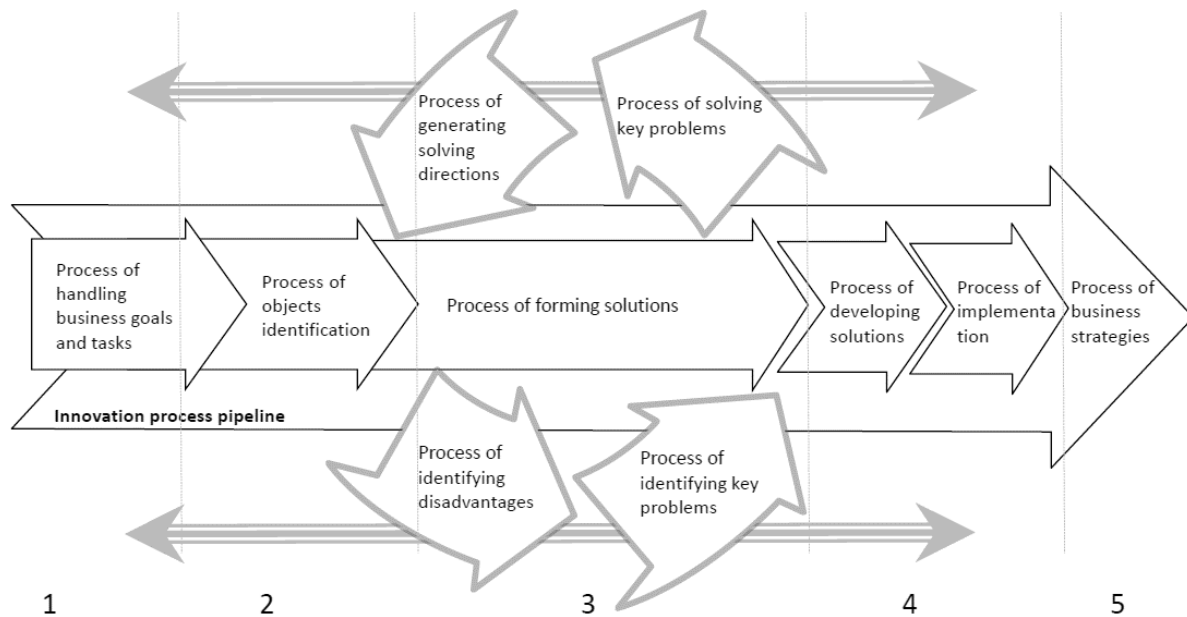 Process of
generating
solving
directions
Process of solving
key problems
Process of
handling
business goals
and tasks
Process of
objects
identification
Process of forming solutions
Process of
developing
solutions
Process of
implementa
tion
Process of
business
strategies
Innovation process pipeline
Process of
identifying
disadvantages
Process of
identifying key
problems
1
2
3
4
5